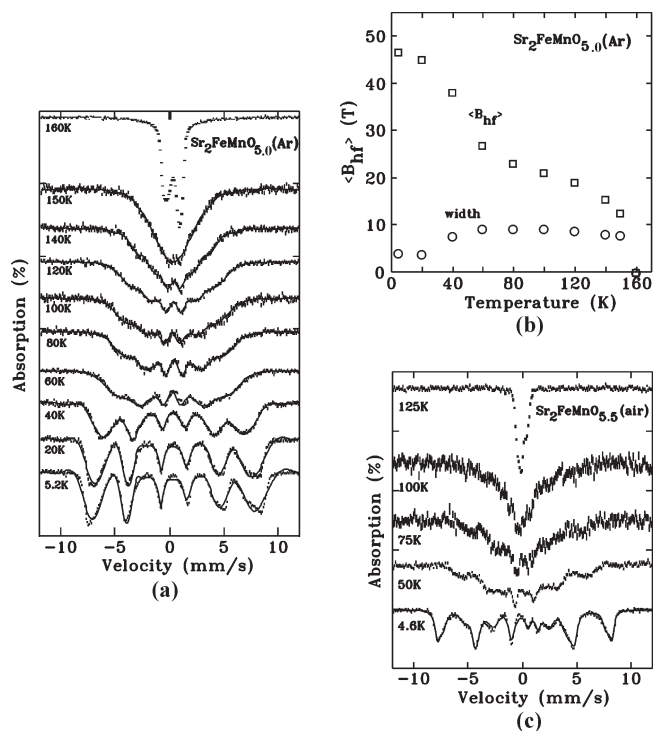 160K
Sr2FeMnO5.0(Ar)
150K
140K
120K
100K
80K
60K
40K
20K
5.2K
Absorption (%)
-10 -5 0 5 10
Velocity (mm/s)
(a)
50
40
30
20
10
0
<Bhf> (T)
Sr2FeMnO5.0(Ar)
<Bhf>
width
0 40 80 120 160
Temperature (K)
(b)
125K
Sr2FeMnO5.5(air)
100K
75K
50K
4.6K
Absorption (%)
-10 -5 0 5 10
Velocity (mm/s)
(c)